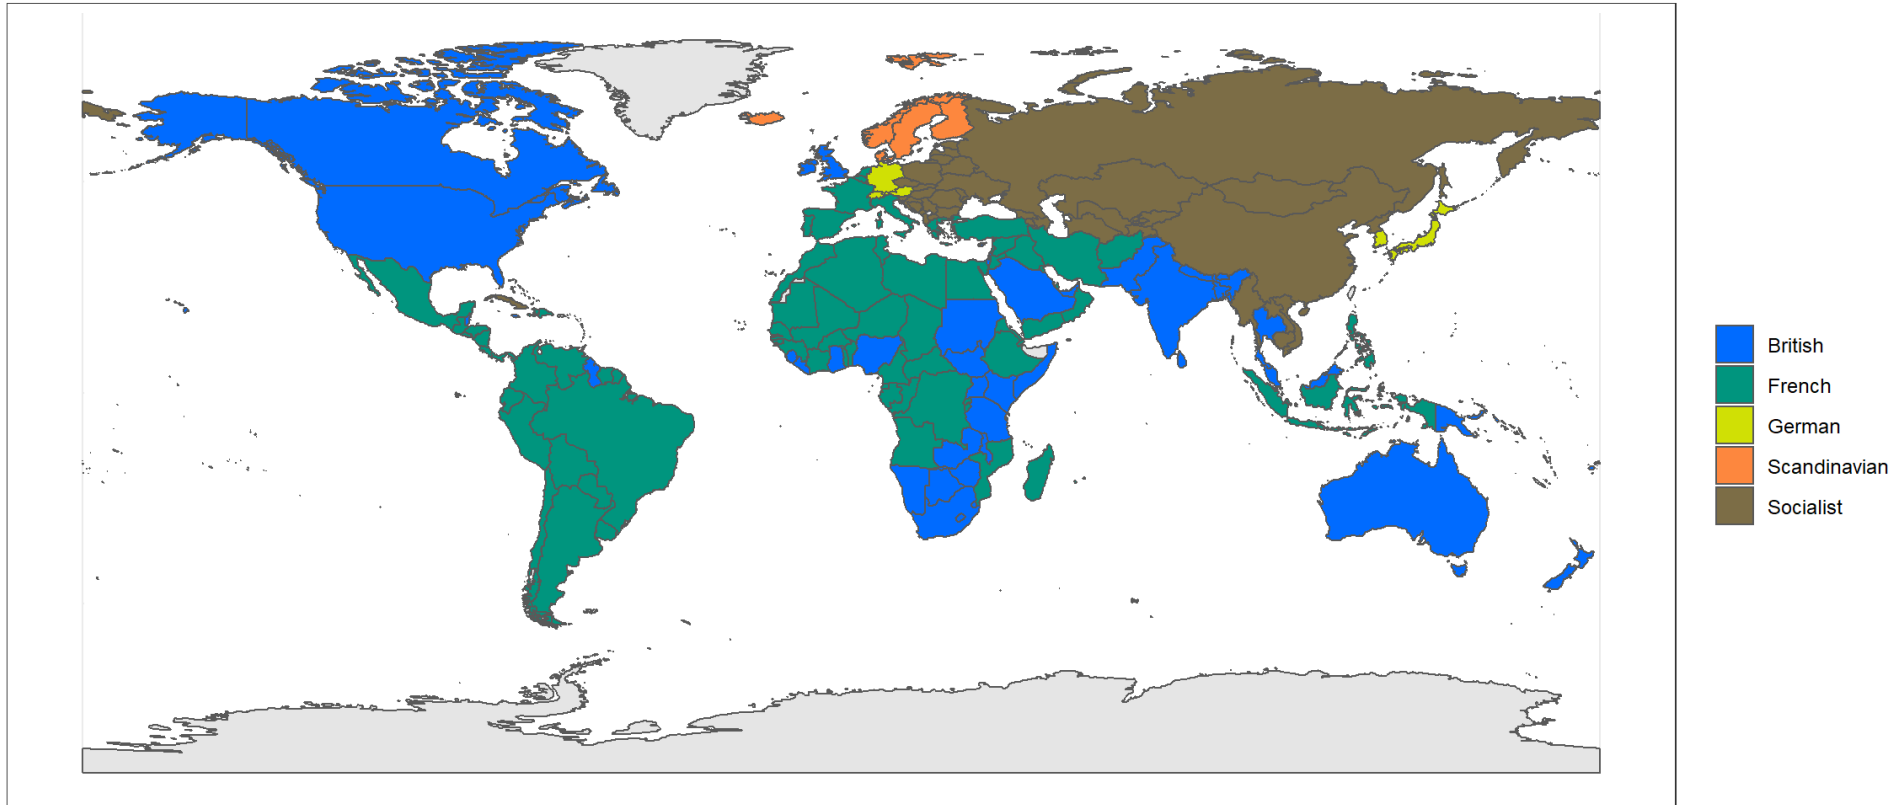 British
French
German
Scandinavian
Socialist